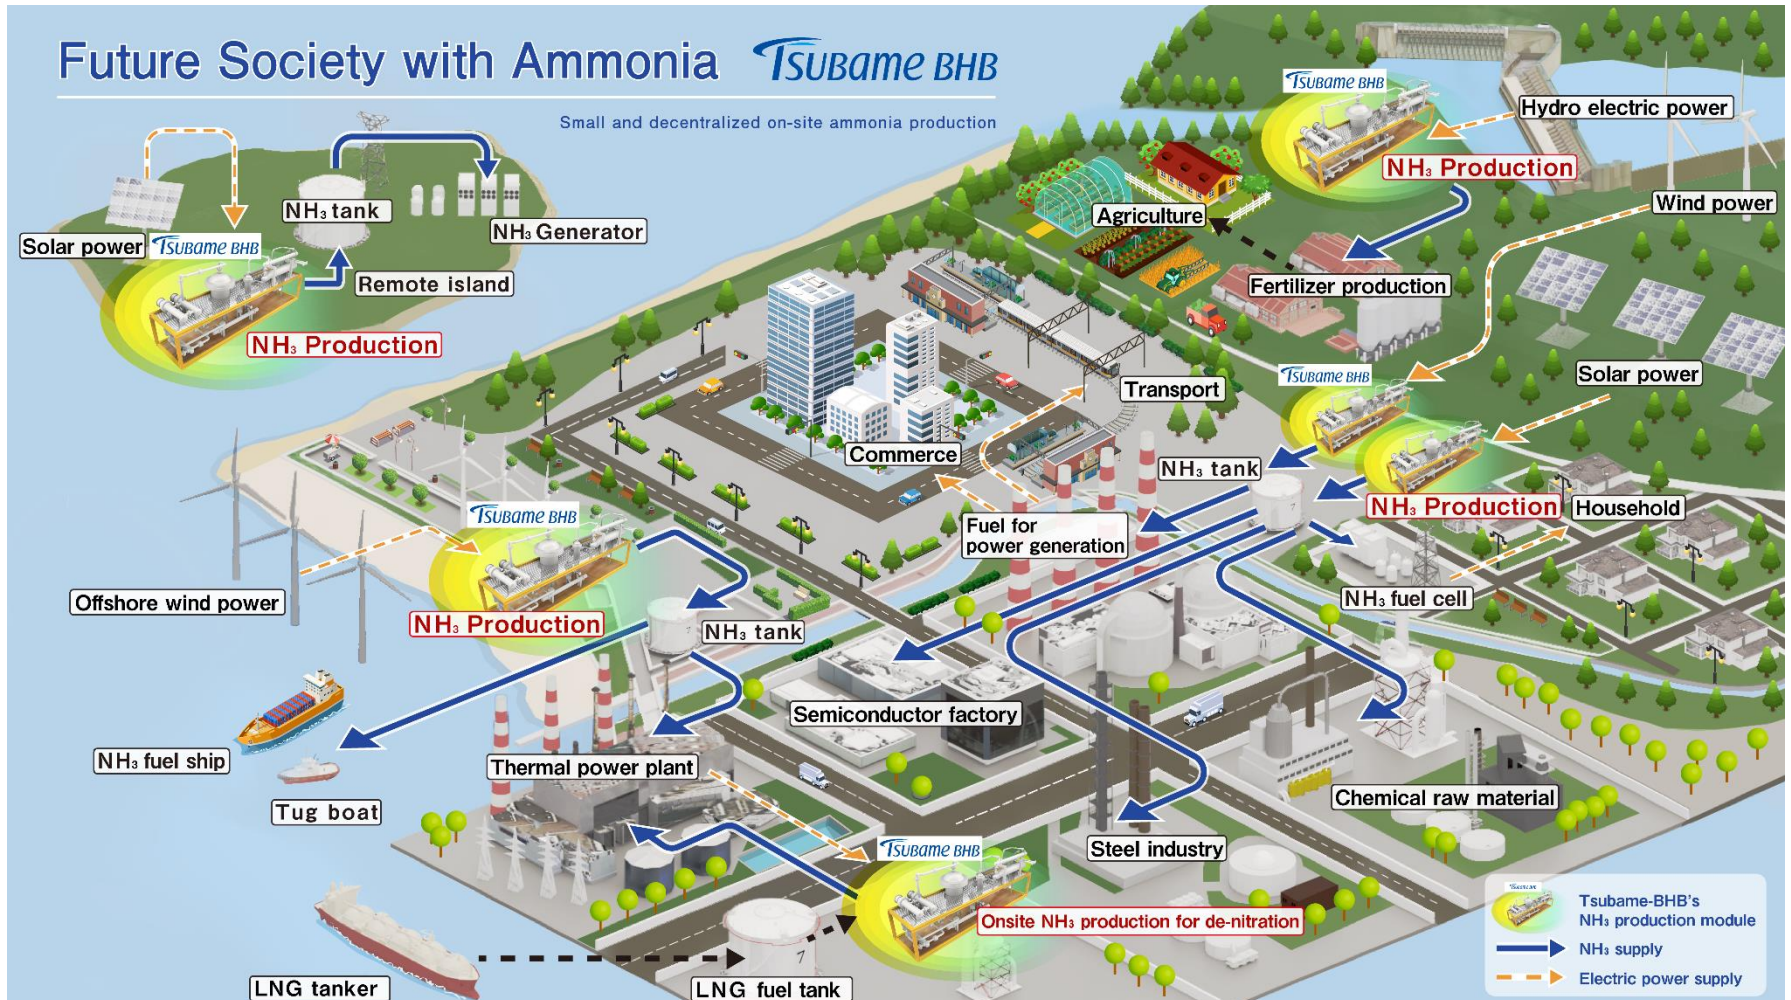 Future Society with Ammonia
TSUBAME BHB
Small and decentralized on-site ammonia production
TSUBAME BHB
Hydro electric power
NH₃ Production
Wind power
NH₃ tank
NH₃ Generator
Solar power
TSUBAME BHB
Remote island
NH₃ Production
Agriculture
Fertilizer production
TSUBAME BHB
Solar power
Transport
Commerce
NH₃ tank
NH₃ Production
Household
Fuel for
power generation
TSUBAME BHB
Offshore wind power
NH₃ Production
NH₃ tank
7
7
NH₃ fuel cell
Semiconductor factory
NH₃ fuel ship
Thermal power plant
Tug boat
Chemical raw material
Steel industry
TSUBAME BHB
Onsite NH₃ production for de-nitration
7
LNG tanker
LNG fuel tank
TSUBAME BHB
Tsubame-BHB's
NH₃ production module
NH₃ supply
Electric power supply